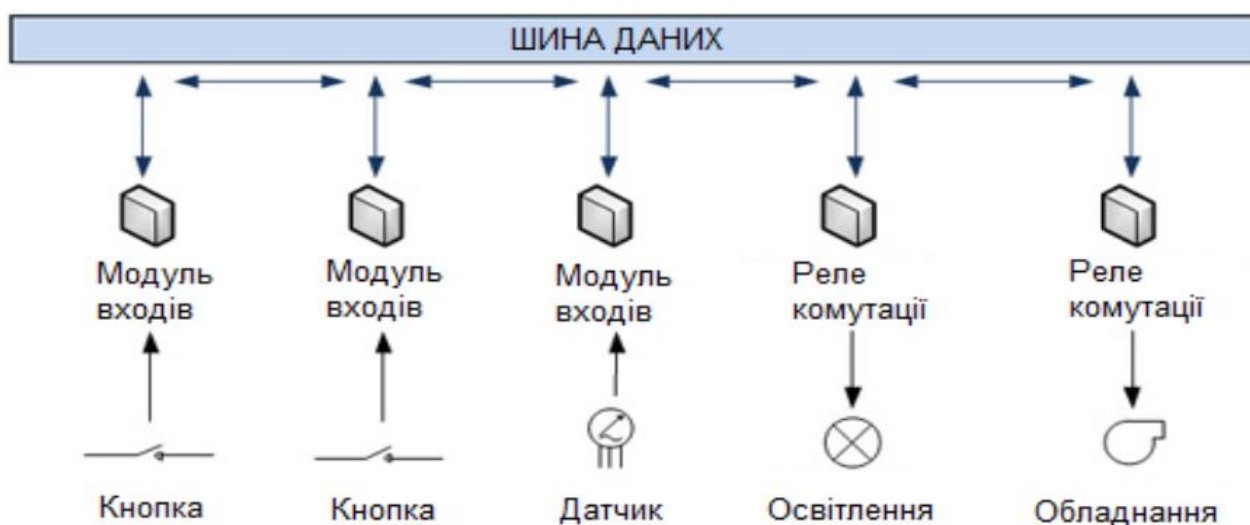 ШИНА ДАНИХ
Модуль
входів
Модуль
входів
Модуль
входів
Реле
комутації
Реле
комутації
Кнопка
Кнопка
Датчик
Освітлення
Обладнання